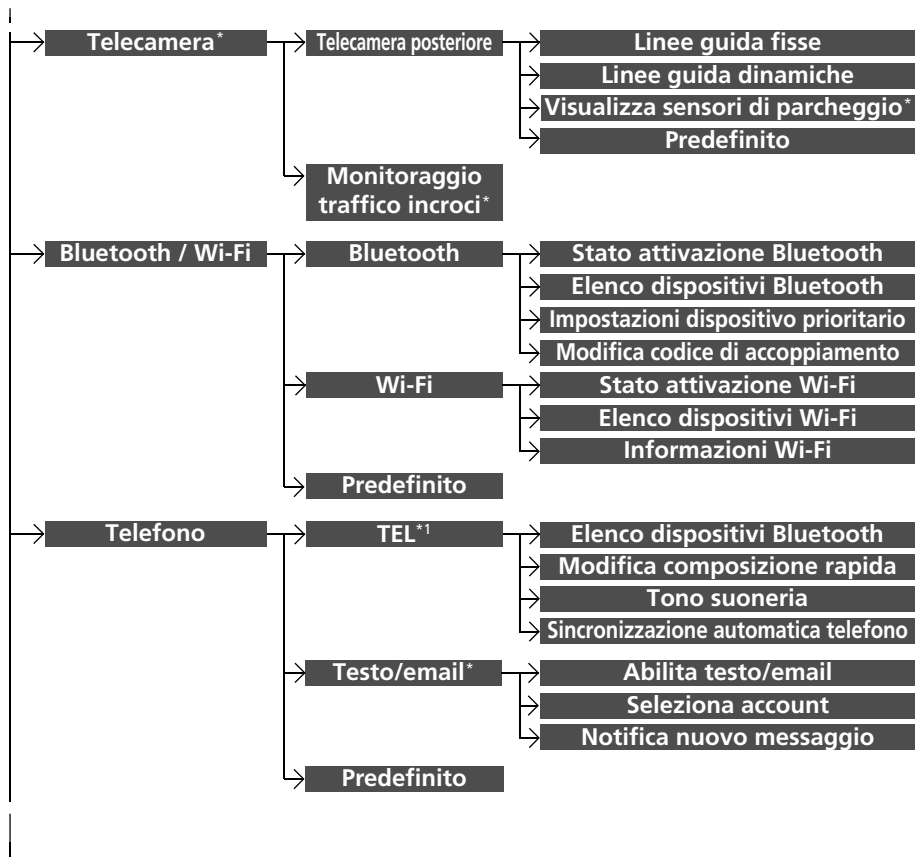 Telecamera* Telecamera posteriore Linee guida fisse
Linee guida dinamiche
Visualizza sensori di parcheggio*
Predefinito
Monitoraggio
traffico incroci*
Bluetooth / Wi-Fi Bluetooth Stato attivazione Bluetooth
Elenco dispositivi Bluetooth
Impostazioni dispositivo prioritario
Modifica codice di accoppiamento
Wi-Fi Stato attivazione Wi-Fi
Elenco dispositivi Wi-Fi
Informazioni Wi-Fi
Predefinito
Telefono TEL*1 Elenco dispositivi Bluetooth
Modifica composizione rapida
Tono suoneria
Sincronizzazione automatica telefono
Testo/email* Abilita testo/email
Seleziona account
Notifica nuovo messaggio
Predefinito